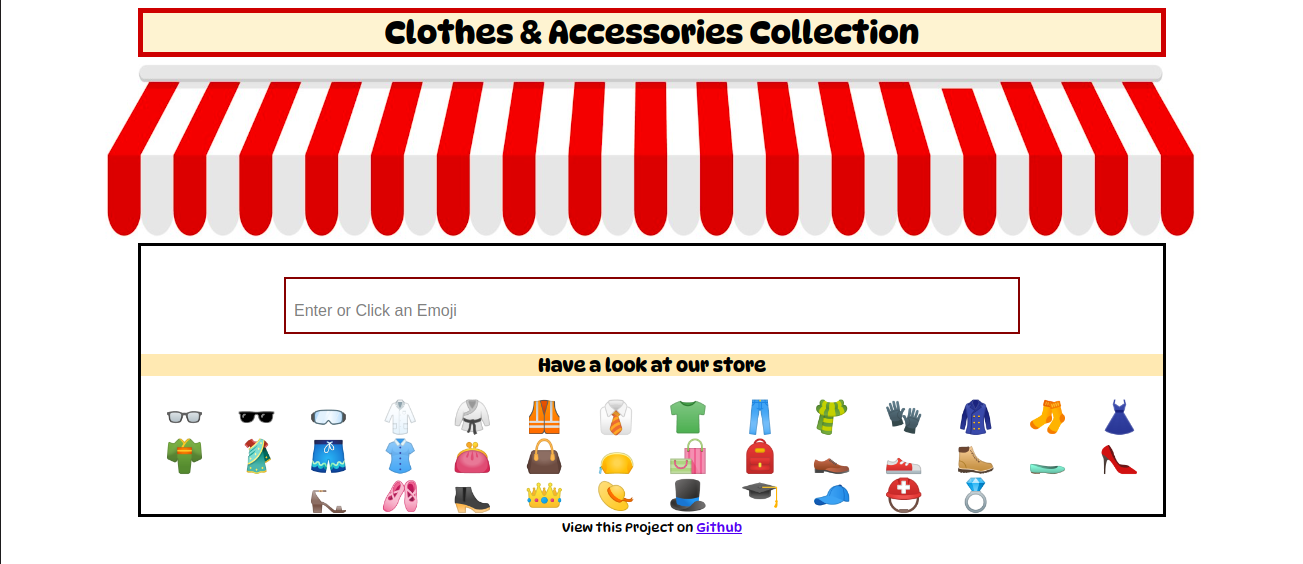 Clothes & Accessories Collection
Enter or Click an Emoji
Have a look at our store
View this Project on Github